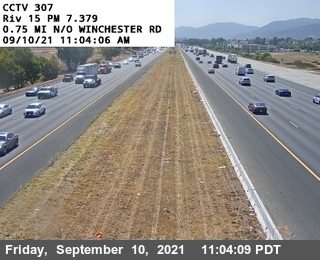 CCTV 307
Riv 15 PM 7.379
0.75 MI N/O WINCHESTER RD
09/10/21 11:04:06 AM
Friday, September 10, 2021 11:04:09 PDT